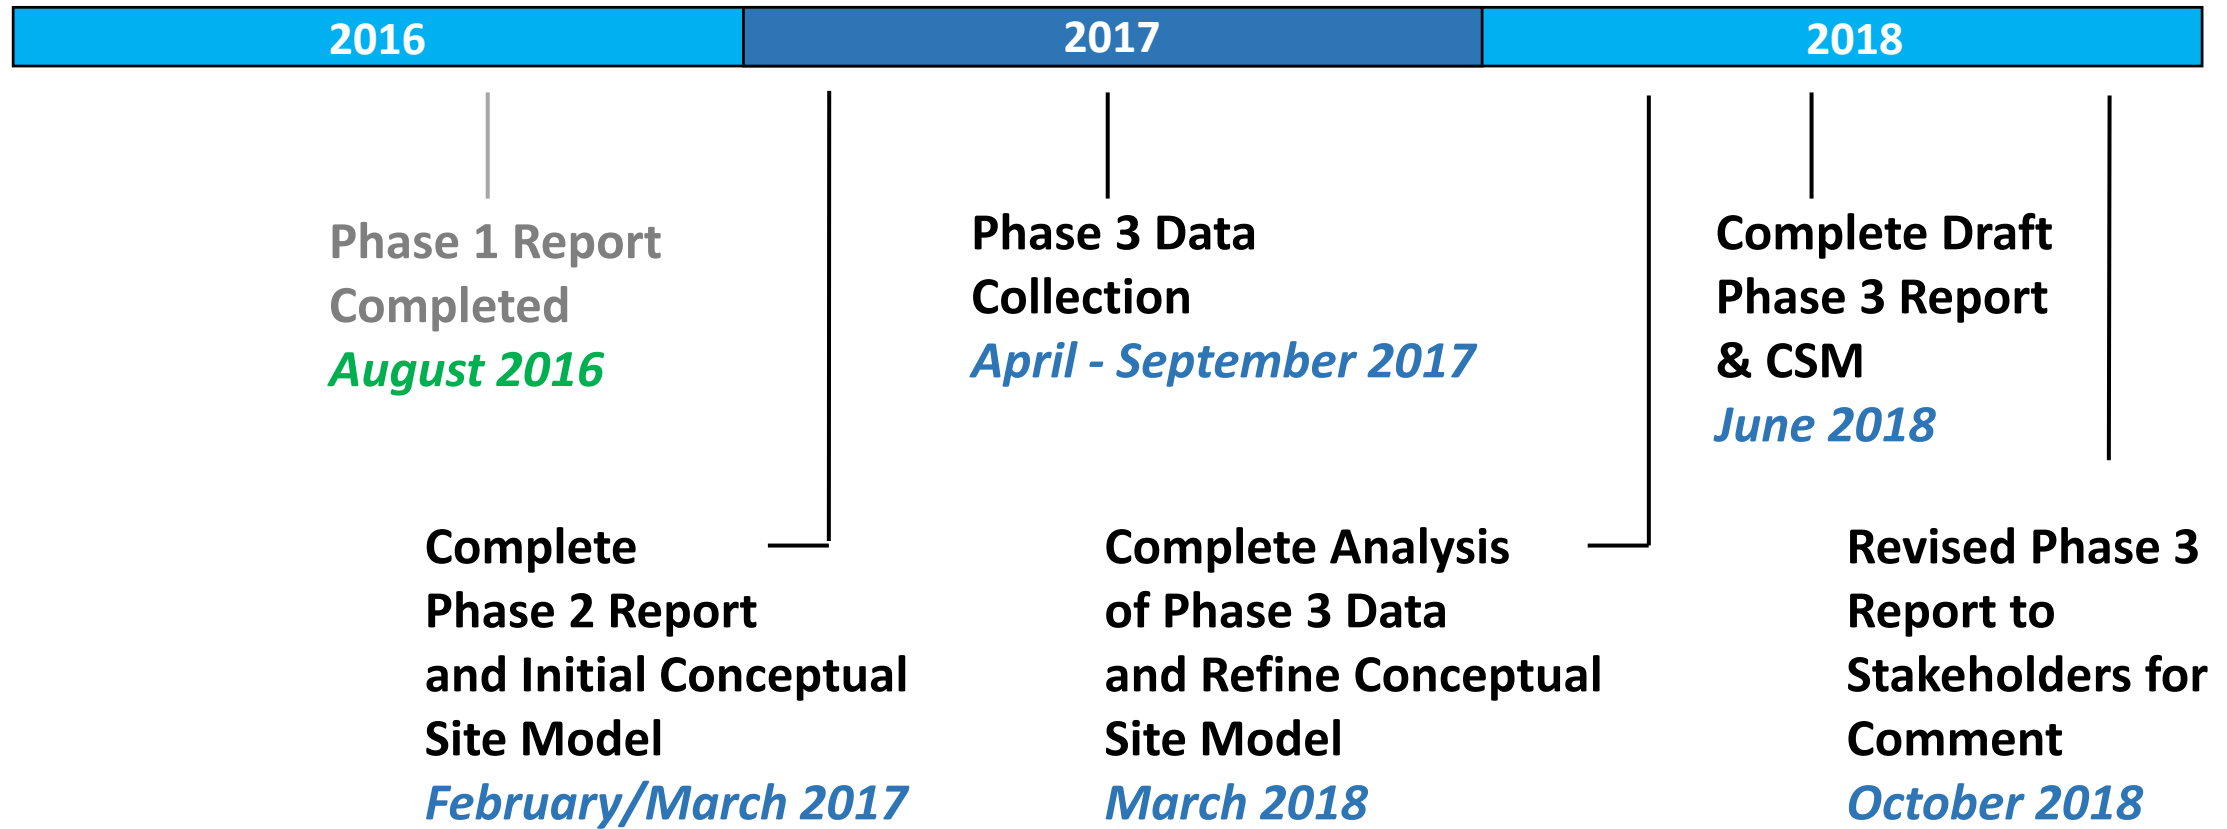 2016
2017
2018
Phase 1 Report
Completed
August 2016
Phase 3 Data
Collection
April - September 2017
Complete Draft
Phase 3 Report
& CSM
June 2018
Complete
Phase 2 Report
and Initial Conceptual
Site Model
February/March 2017
Complete Analysis
of Phase 3 Data
and Refine Conceptual
Site Model
March 2018
Revised Phase 3
Report to
Stakeholders for
Comment
October 2018